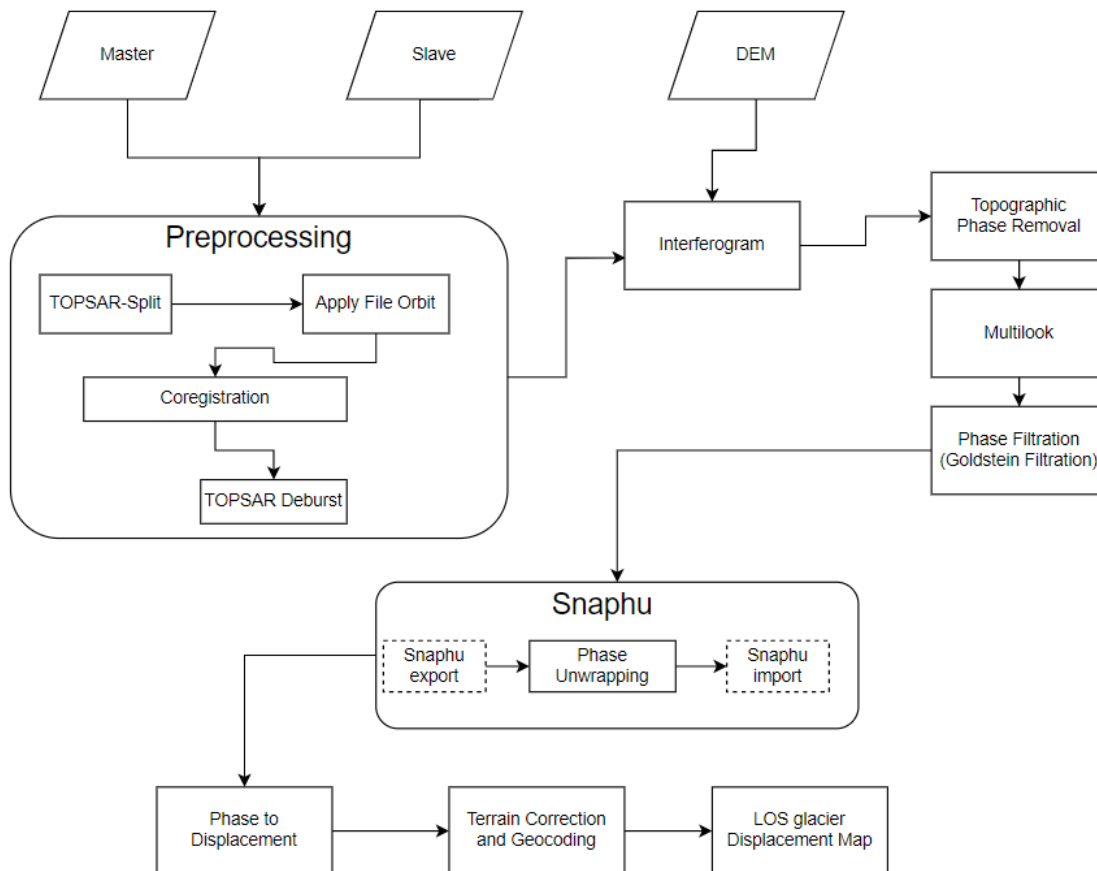 Master
Slave
DEM
Preprocessing
TOPSAR-Split
Apply File Orbit
Coregistration
TOPSAR Deburst
Interferogram
Topographic
Phase Removal
Multilook
Phase Filtration
(Goldstein Filtration)
Snaphu
Snaphu
export
Phase
Unwrapping
Snaphu
import
Phase to
Displacement
Terrain Correction
and Geocoding
LOS glacier
Displacement Map